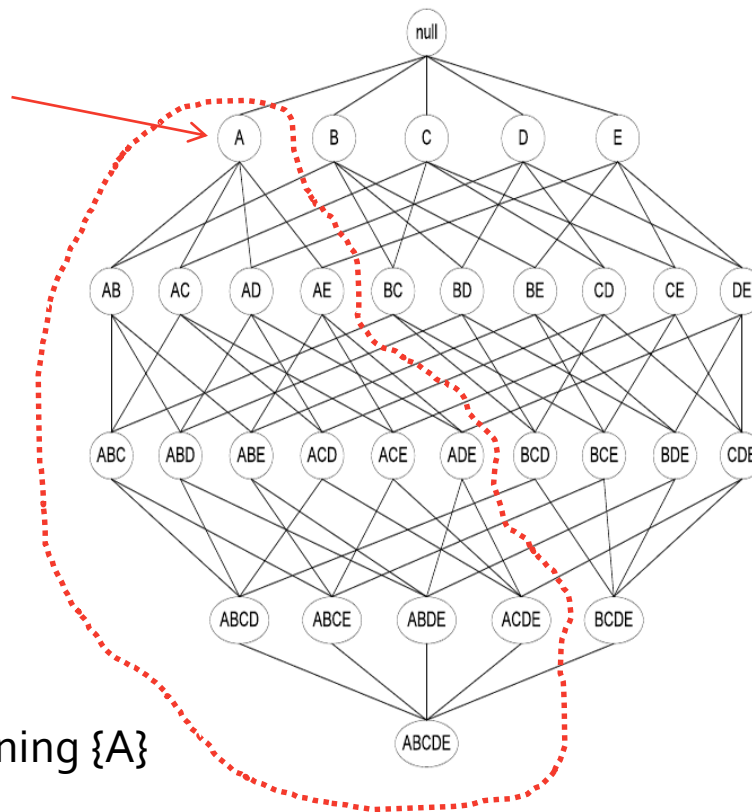 null
A B C D E
AB AC AD AE BC BD BE CD CE DE
ABC ABD ABE ACD ACE ADE BCD BCE BDE CDE
ABCD ABCE ABDE ACDE BCDE
ABCDE
ning {A}